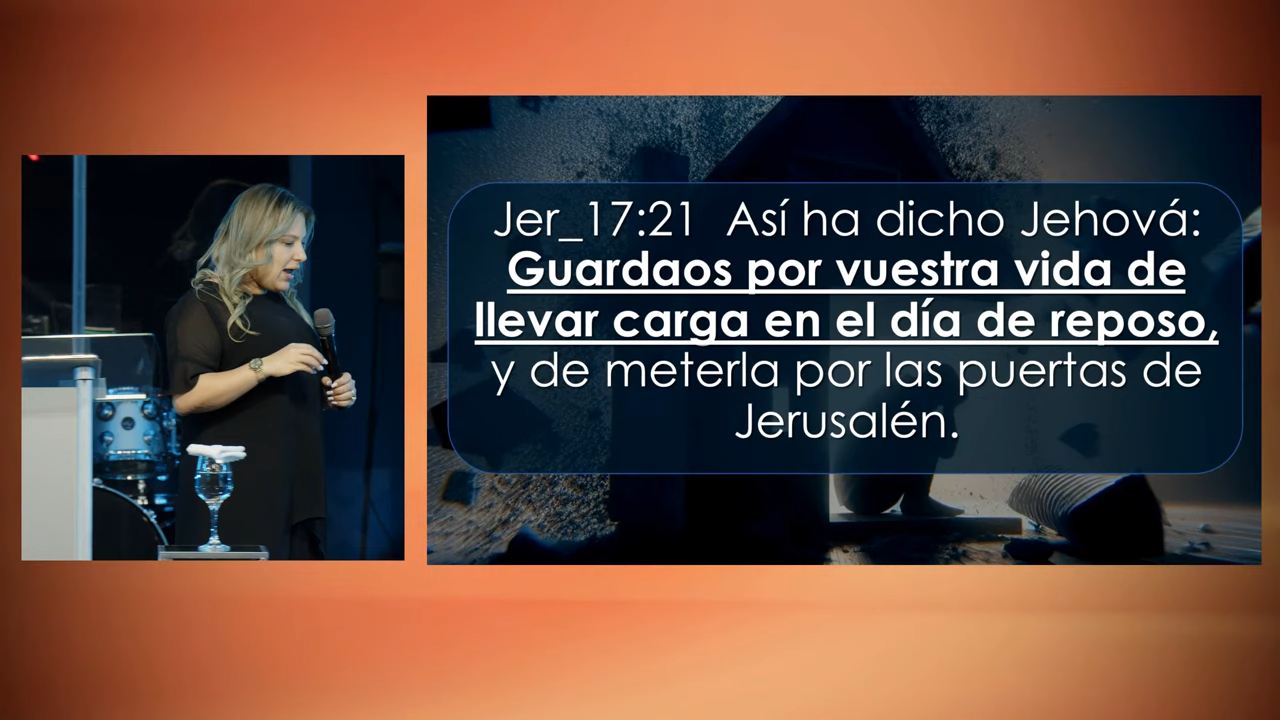 Jer_17:21 Así ha dicho Jehová:
Guardaos por vuestra vida de
llevar carga en el día de reposo,
y de meterla por las puertas de
Jerusalén.